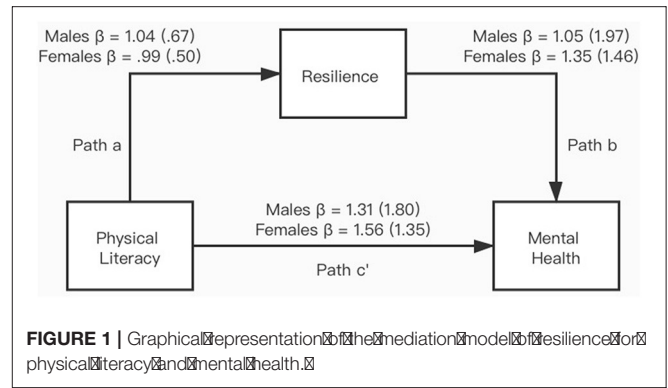 Males β = 1.04 (.67)
Females β = .99 (.50)
Males β = 1.05 (1.97)
Females β = 1.35 (1.46)
Resilience
Path a
Path b
Males β = 1.31 (1.80)
Females β = 1.56 (1.35)
Physical
Literacy
Mental
Health
Path c'
FIGURE 1 | Graphical representation of the mediation model of resilience for
physical literacy and mental health.